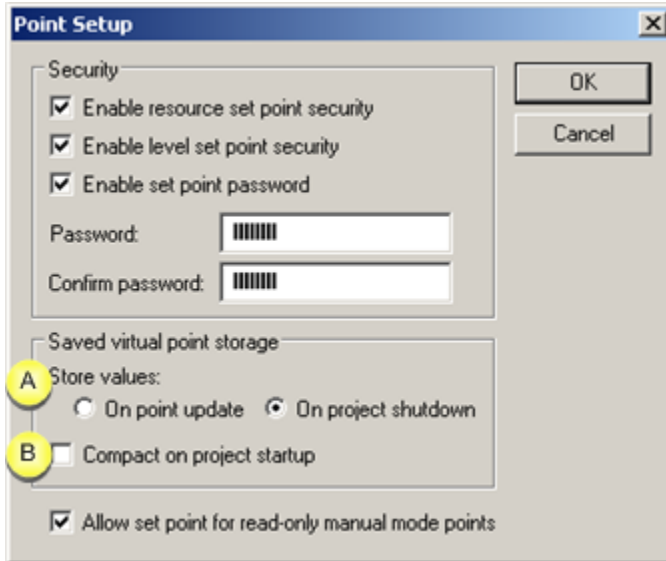 Point Setup
Security
OK
Enable resource set point security
Cancel
Enable level set point security
Enable set point password
Password:
Confirm password:
Saved virtual point storage
A
Store values:
On point update
On project shutdown
B
Compact on project startup
Allow set point for read-only manual mode points